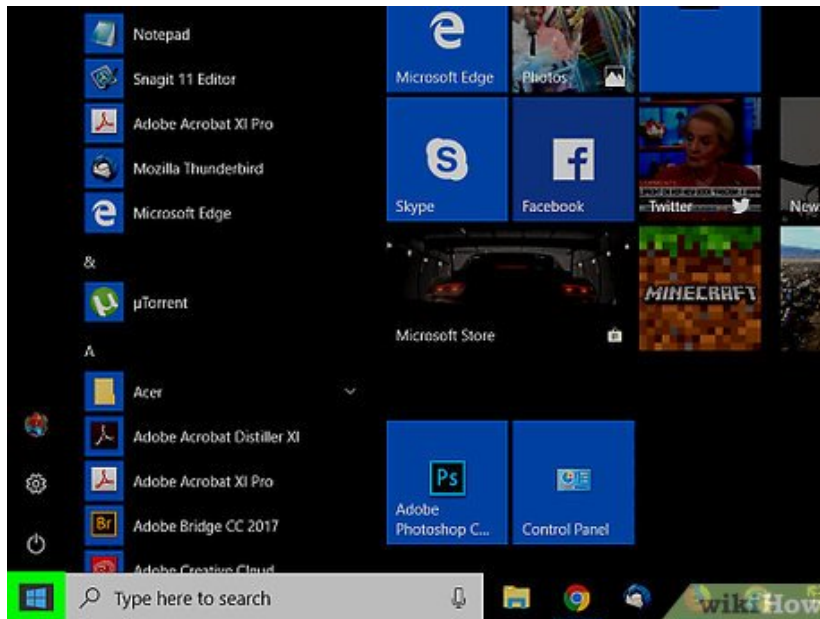 Notepad
Snagit 11 Editor
Adobe Acrobat XI Pro
Mozilla Thunderbird
Microsoft Edge
&
µTorrent
A
Acer
Adobe Acrobat Distiller XI
Adobe Acrobat XI Pro
Adobe Bridge CC 2017
Adobe Creative Cloud
Microsoft Edge
Photos
Skype
Facebook
Twitter
New
Microsoft Store
MINECRAFT
Ps
Adobe
Photoshop C...
Control Panel
Br
Type here to search
wikiHow